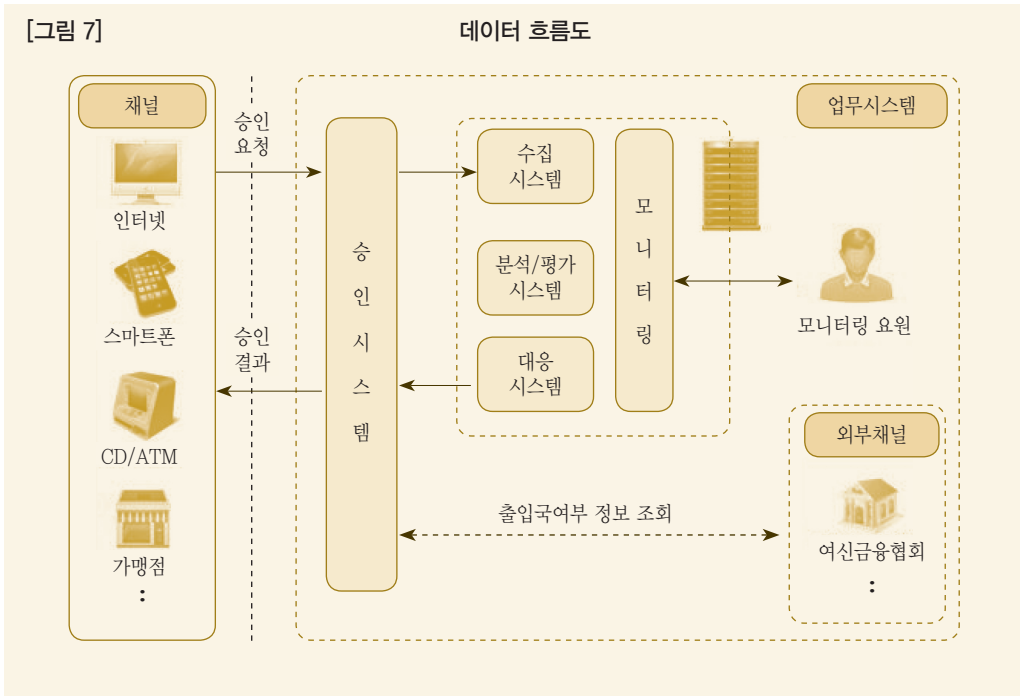 [그림 7]
데이터 흐름도
채널
인터넷
스마트폰
CD/ATM
가맹점
:
승인
요청
승인
결과
승
인
시
스
템
수집
시스템
분석/평가
시스템
대응
시스템
모
니
터
링
업무시스템
모니터링 요원
출입국여부 정보 조회
외부채널
여신금융협회
: